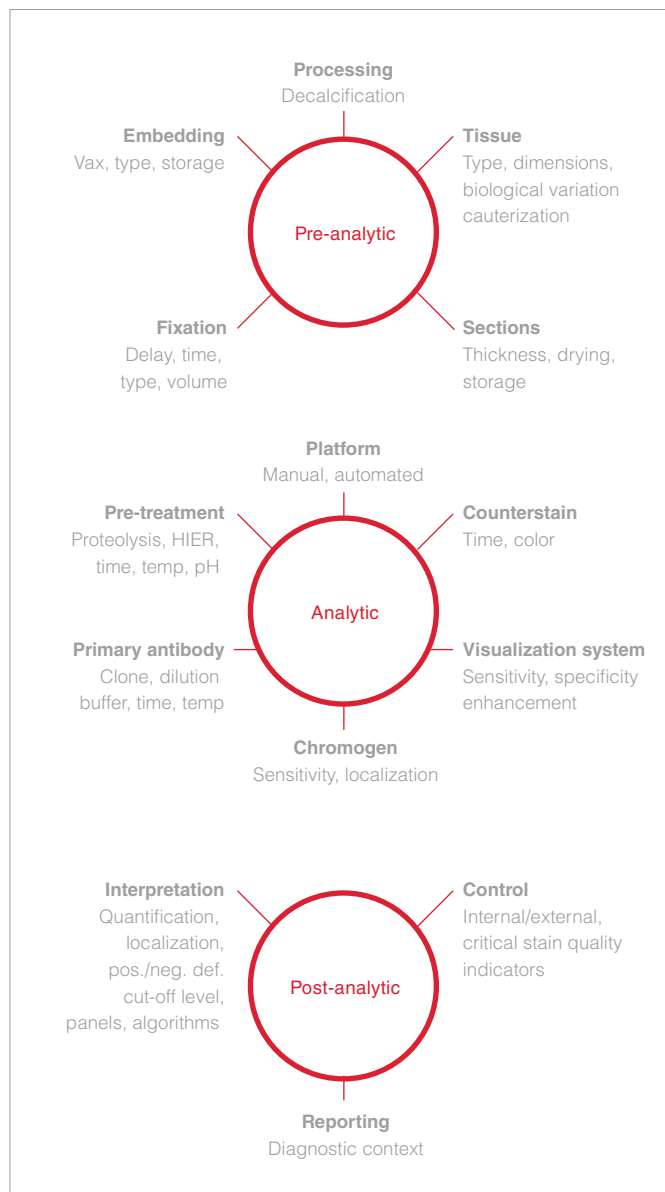 Processing
Decalcification
Embedding
Vax, type, storage
Tissue
Type, dimensions,
biological variation
cauterization
Pre-analytic
Fixation
Delay, time,
type, volume
Sections
Thickness, drying,
storage
Platform
Manual, automated
Pre-treatment
Proteolysis, HIER,
time, temp, pH
Counterstain
Time, color
Analytic
Primary antibody
Clone, dilution
buffer, time, temp
Visualization system
Sensitivity, specificity
enhancement
Chromogen
Sensitivity, localization
Interpretation
Quantification,
localization,
pos./neg. def.
cut-off level,
panels, algorithms
Control
Internal/external,
critical stain quality
indicators
Post-analytic
Reporting
Diagnostic context